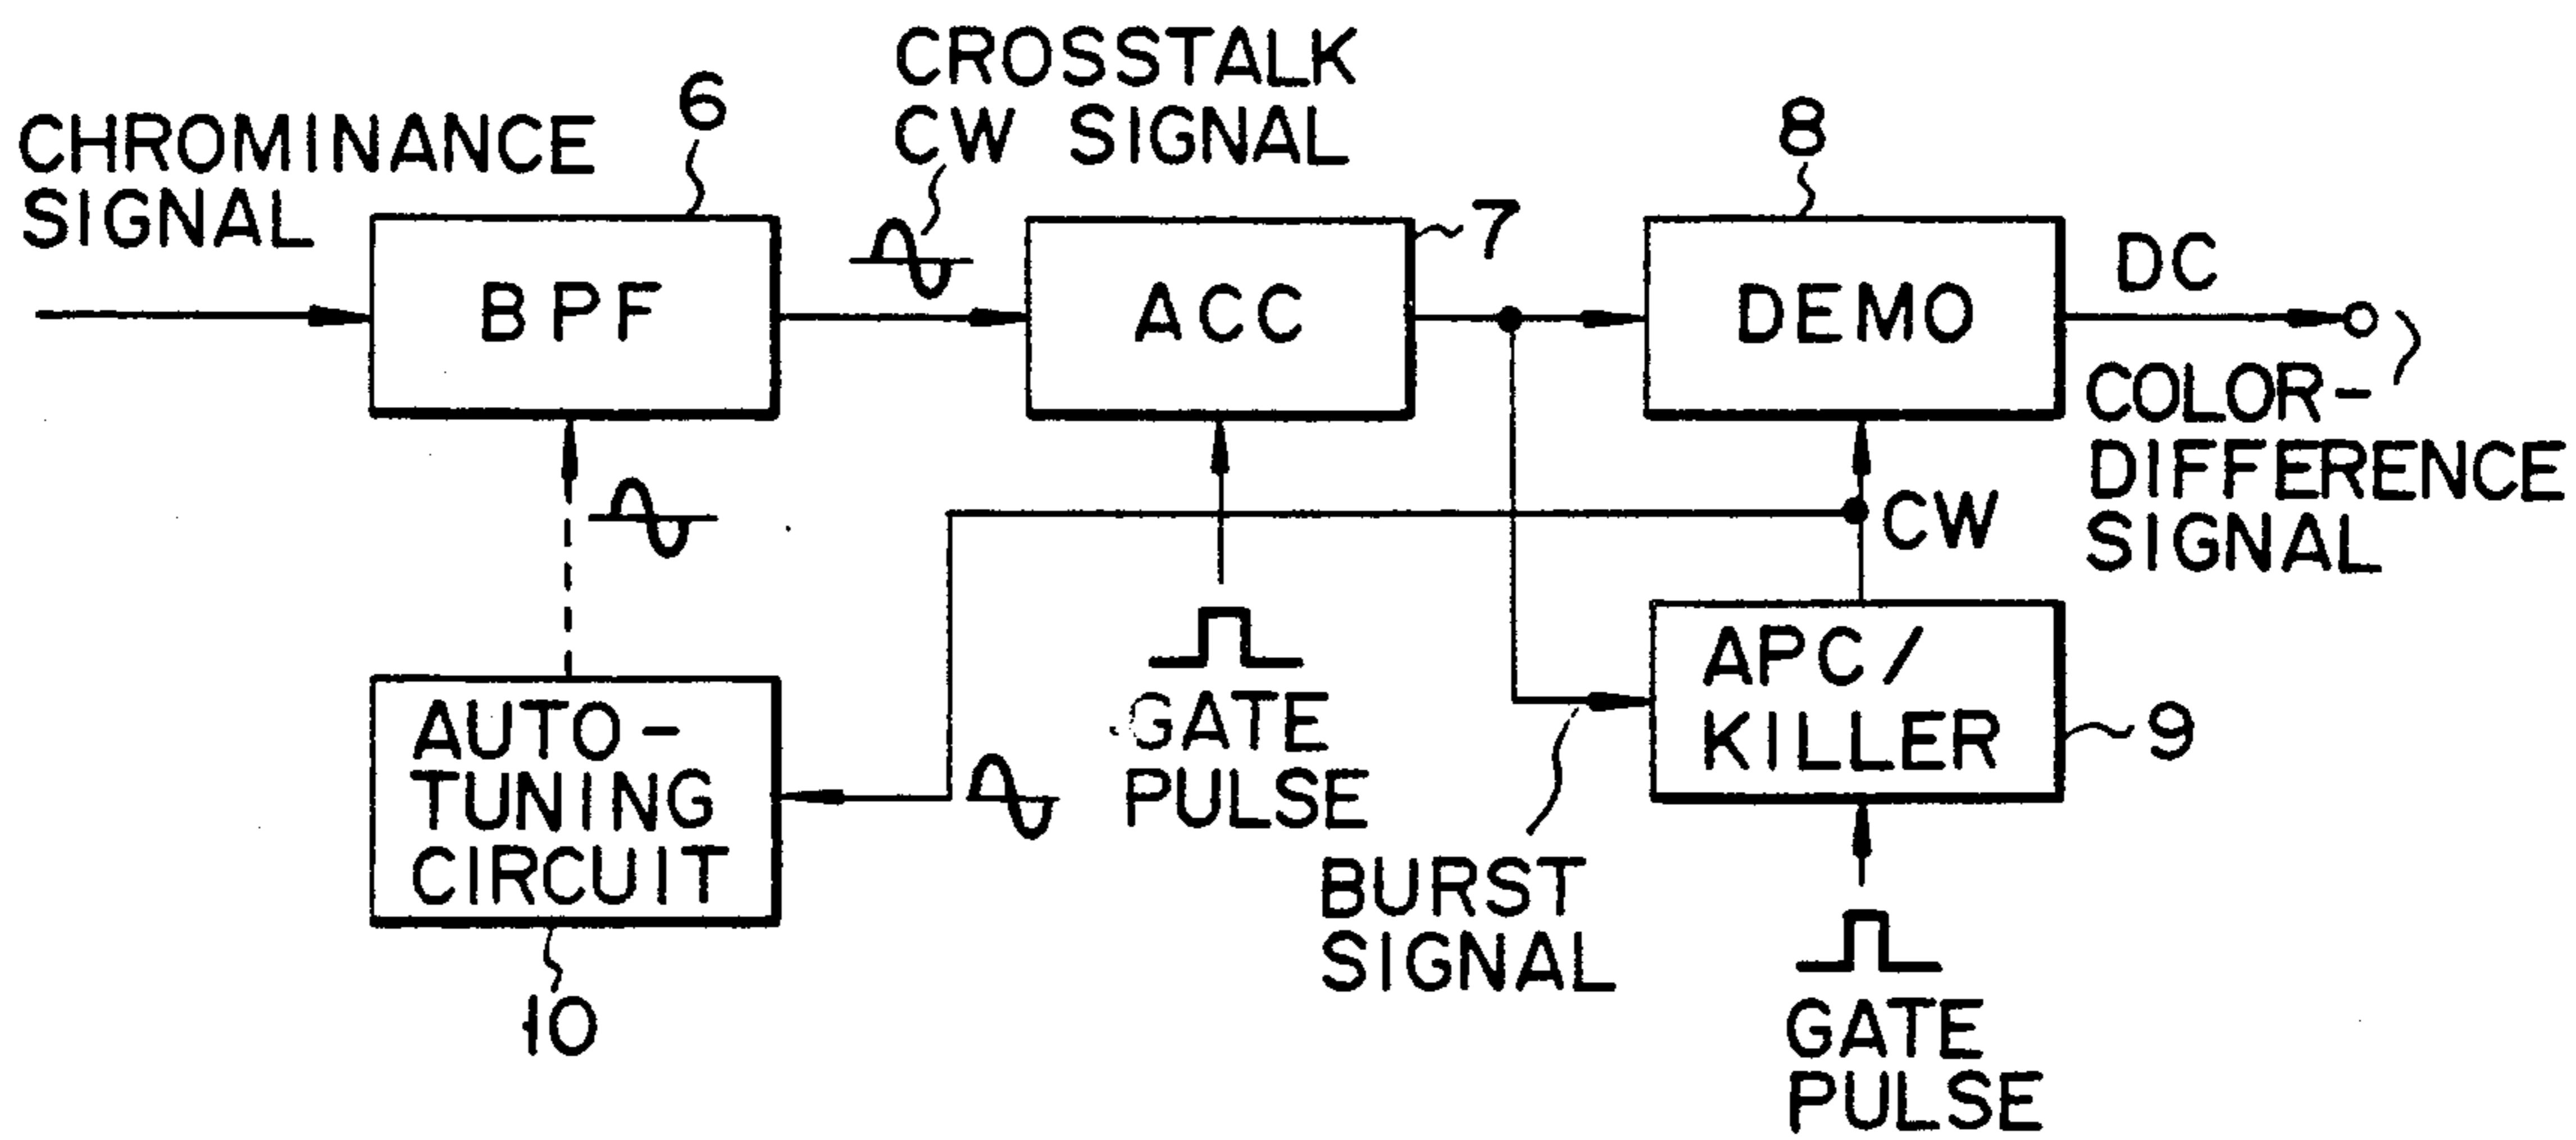 CHROMINANCE
SIGNAL
6
BPF
CROSSTALK
CW SIGNAL
ACC
7
8
DEMO
DC
COLOR-
DIFFERENCE
SIGNAL
CW
APC/
KILLER
9
GATE
PULSE
BURST
SIGNAL
GATE
PULSE
AUTO-
TUNING
CIRCUIT
10